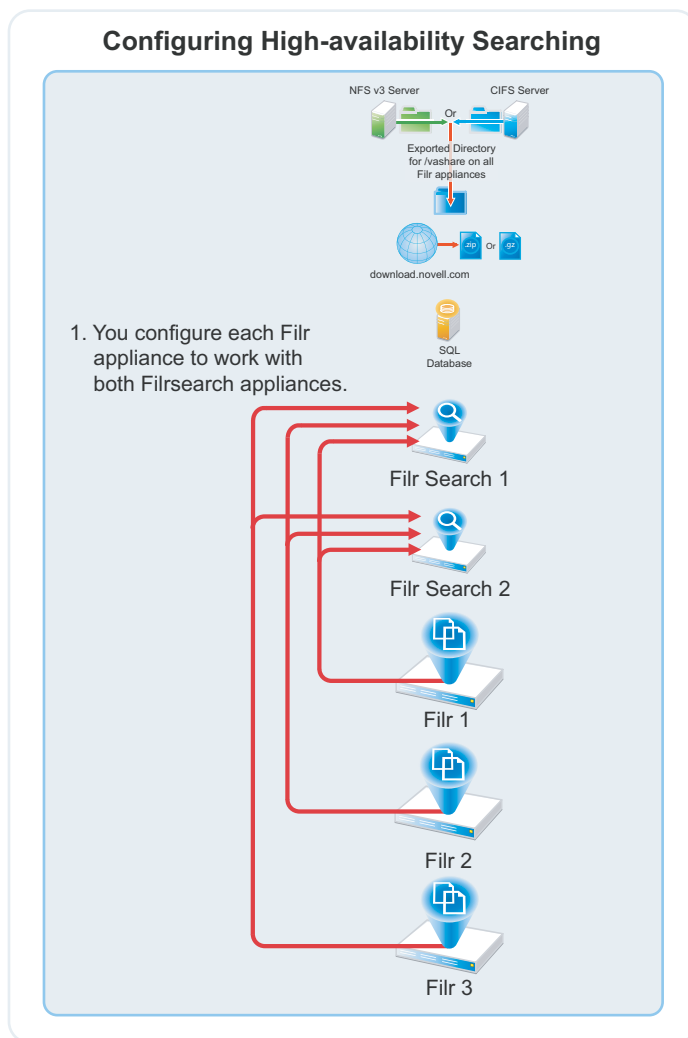 Configuring High-availability Searching
NFS v3 Server
CIFS Server
Or
Exported Directory
for /vashare on all
Filr appliances
.zip
Or
.gz
download.novell.com
SQL
Database
1. You configure each Filr
appliance to work with
both Filrsearch appliances.
Filr Search 1
Filr Search 2
Filr 1
Filr 2
Filr 3